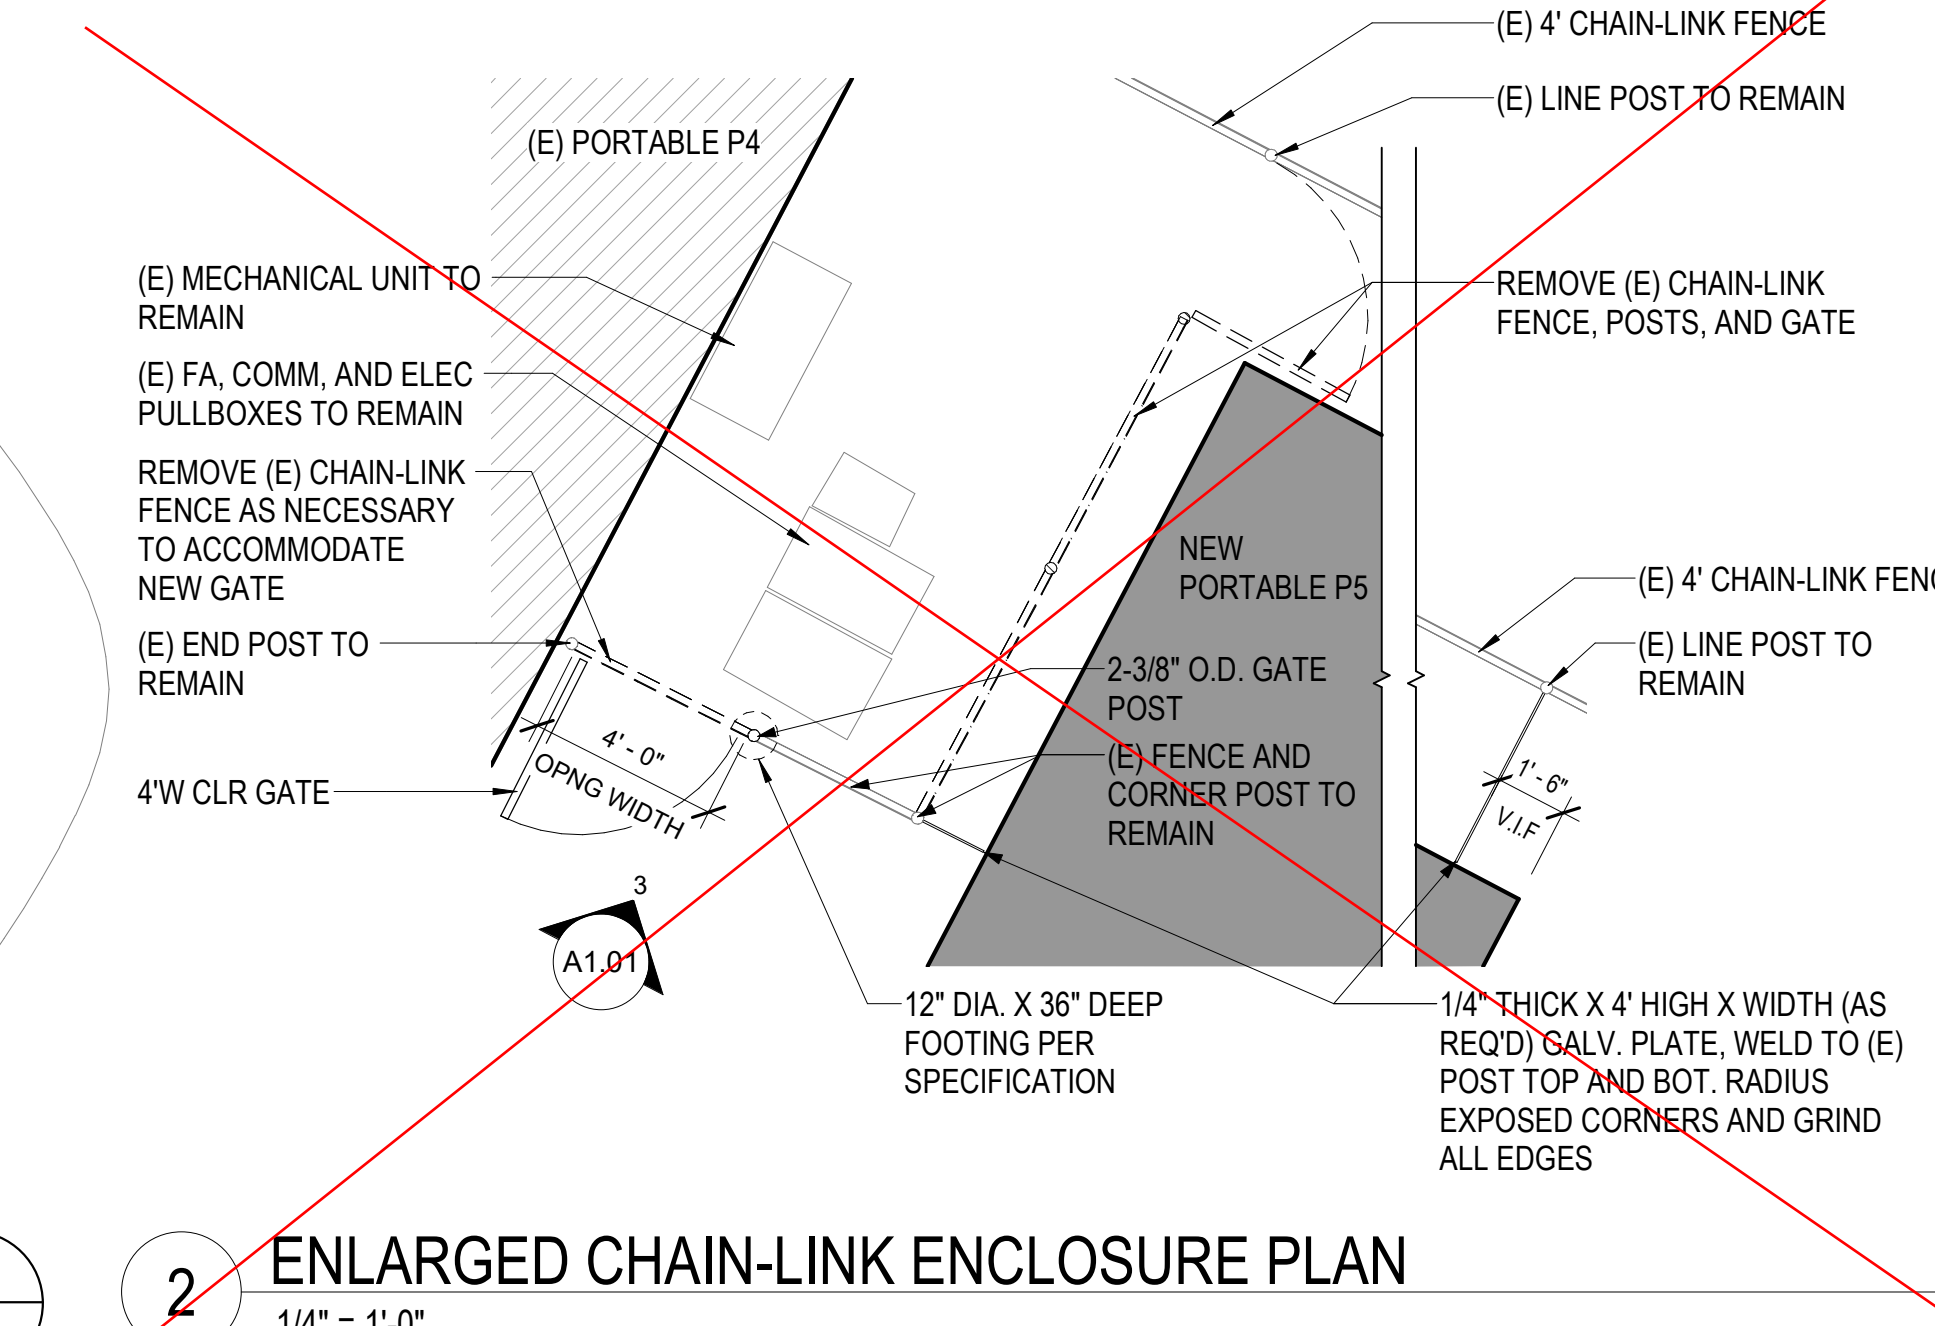 (E) 4' CHAIN-LINK FENCE
(E) LINE POST TO REMAIN
(E) PORTABLE P4
(E) MECHANICAL UNIT TO
REMAIN
REMOVE (E) CHAIN-LINK
FENCE, POSTS, AND GATE
(E) FA, COMM, AND ELEC
PULLBOXES TO REMAIN
REMOVE (E) CHAIN-LINK
FENCE AS NECESSARY
TO ACCOMMODATE
NEW GATE
NEW
PORTABLE P5
(E) 4' CHAIN-LINK FENC
(E) END POST TO
REMAIN
(E) LINE POST TO
REMAIN
2-3/8" O.D. GATE
POST
4' - 0"
OPNG WIDTH
(E) FENCE AND
CORNER POST TO
REMAIN
1' - 6"
V.I.F
4'W CLR GATE
3
A1.01
12" DIA. X 36" DEEP
FOOTING PER
SPECIFICATION
1/4" THICK X 4' HIGH X WIDTH (AS
REQ'D) GALV. PLATE, WELD TO (E)
POST TOP AND BOT. RADIUS
EXPOSED CORNERS AND GRIND
ALL EDGES
2
ENLARGED CHAIN-LINK ENCLOSURE PLAN
1/4" = 1'-0"